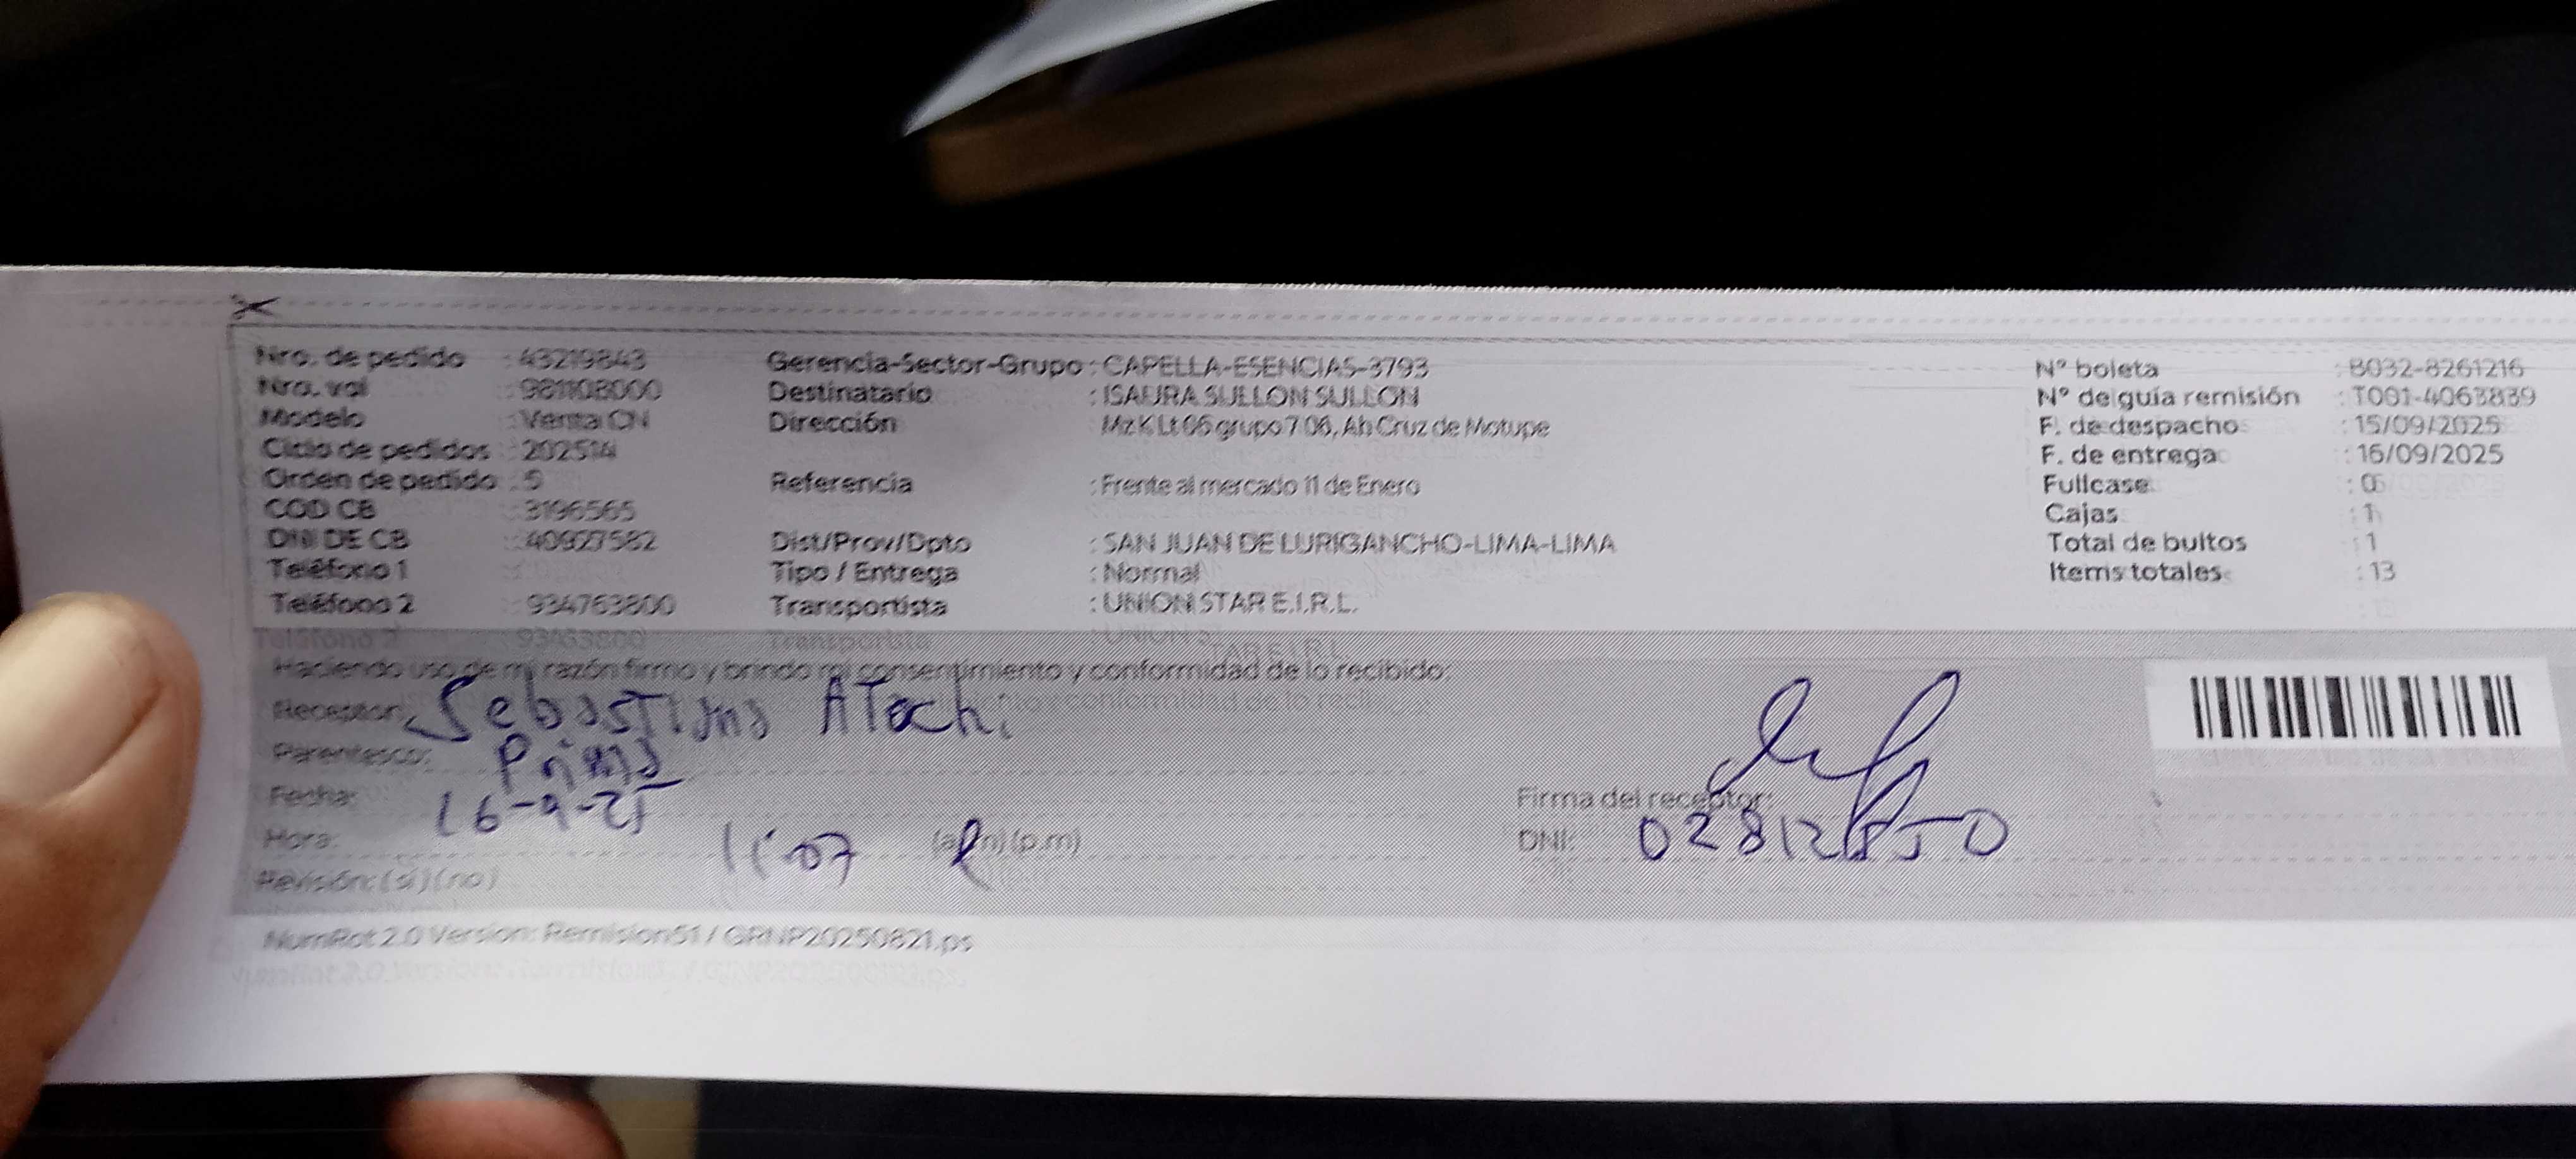 Nro. de pedido : 43219843 Gerencia-Sector-Grupo : CAPELLA-ESENCIAS-3793 N° boleta : B032-8261216
Nro. vol : 981108000 Destinatario : ISAURA SULLON SULLON N° de guía remisión : T001-4063839
Modelo : Venta CN Dirección : Mz K Lt 06 grupo 7 06, Ah Cruz de Motupe F. de despacho : 15/09/2025
Ciclo de pedidos : 202514 F. de entrega : 16/09/2025
Orden de pedido : 5 Referencia : Frente al mercado 11 de Enero Fullcase : 0
COD CB : 3196565 Cajas : 1
DNI DE CB : 40927582 Dist/Prov/Dpto : SAN JUAN DE LURIGANCHO-LIMA-LIMA Total de bultos : 1
Teléfono 1 : Tipo / Entrega : Normal Items totales : 13
Teléfono 2 : 934763800 Transportista : UNION STAR E.I.R.L.
Haciendo uso de mi razón firmo y brindo mi consentimiento y conformidad de lo recibido:
Receptor: Sebastiana AToch.
Parentesco: Prima
Fecha: 16-9-25 Firma del receptor:
Hora: (a.m)(p.m) DNI:
Revisión: (si) (no)
NumRot 2.0 Version: Remision51 / GRNP20250821.ps